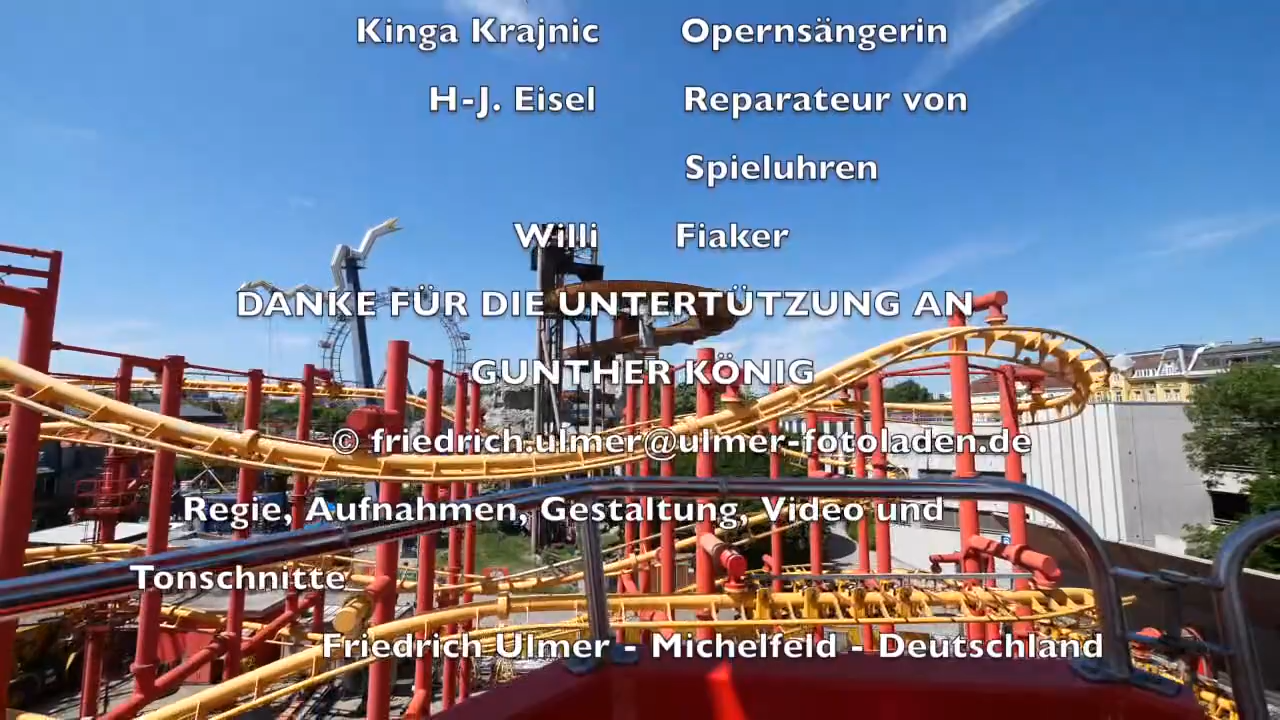 Kinga Krajnic Opernsängerin
H-J. Eisel Reparateur von
Spieluhren
Willi Fiaker
DANKE FÜR DIE UNTERTÜTZUNG AN
GUNTHER KÖNIG
© friedrich.ulmer@ulmer-fotoladen.de
Regie, Aufnahmen, Gestaltung, Video und
Tonschnitte
Friedrich Ulmer - Michelfeld - Deutschland